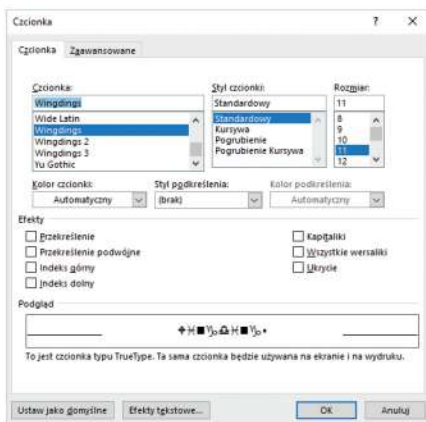 Czcionka ? ✕
Czcionka Zaawansowane
Czcionka: Styl czcionki: Rozmiar:
Wingdings Standardowy 11
Wide Latin Standardowy 8
Wingdings Kursywa 9
Wingdings 2 Pogrubienie 10
Wingdings 3 Pogrubienie Kursywa 11
Yu Gothic 12
Kolor czcionki: Styl podkreślenia: Kolor podkreślenia:
Automatyczny (brak) Automatyczny
Efekty
Przekreślenie Kapitaliki
Przekreślenie podwójne Wszystkie wersaliki
Indeks górny Ukrycie
Indeks dolny
Podgląd
⌖♓■♑♎♓■♑⬧
To jest czcionka typu TrueType. Ta sama czcionka będzie używana na ekranie i na wydruku.
Ustaw jako domyślne Efekty tekstowe... OK Anuluj